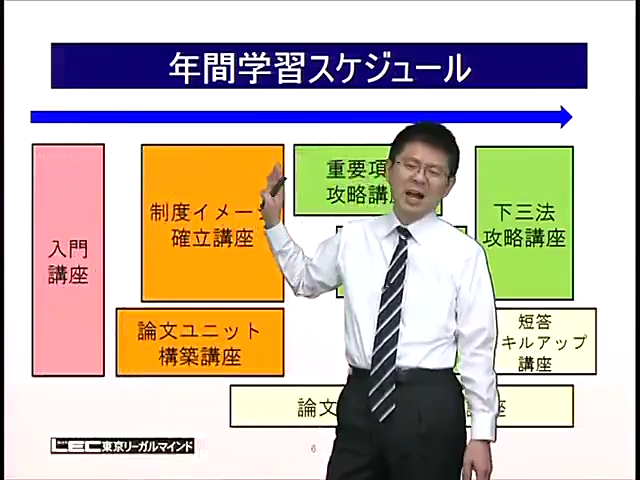 年間学習スケジュール
入門
講座
制度イメー
確立講座
論文ユニット
構築講座
重要項
攻略講
下三法
攻略講座
短答
キルアップ
講座
論文
座
LEC東京リーガルマインド
6